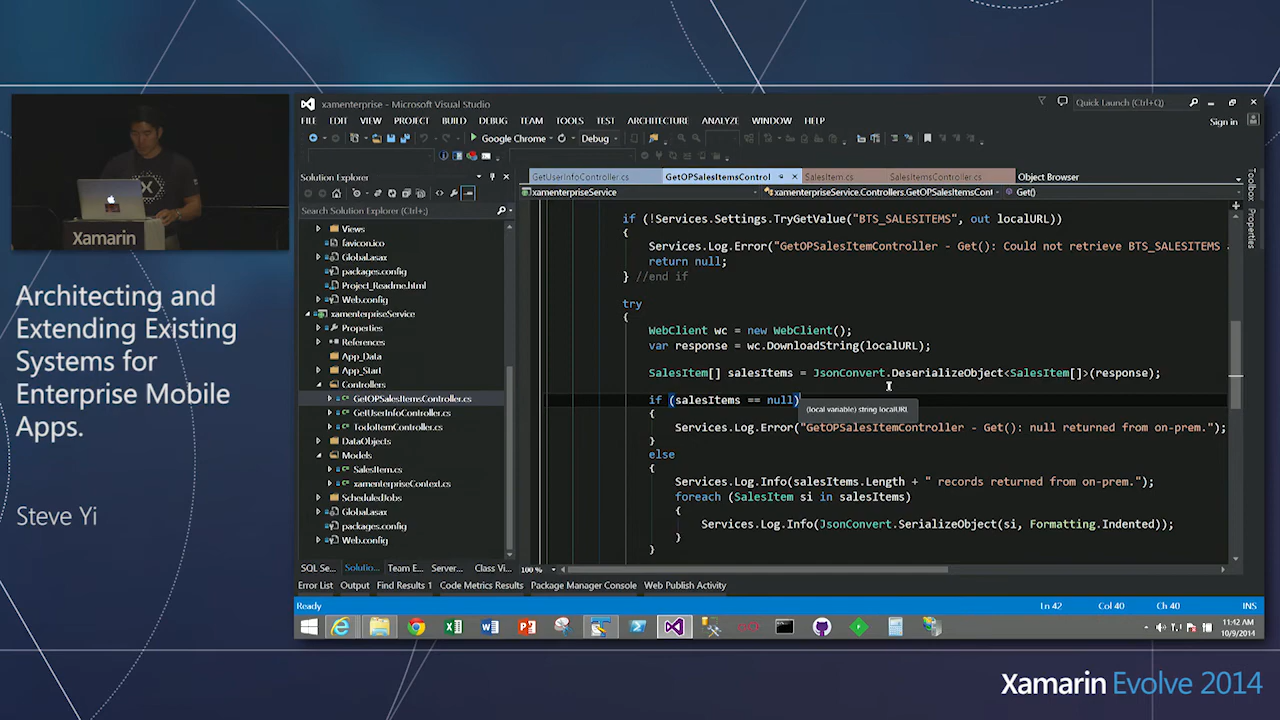 xamenterprise - Microsoft Visual Studio
Quick Launch (Ctrl+Q)
FILE EDIT VIEW PROJECT BUILD DEBUG TEAM TOOLS TEST ARCHITECTURE ANALYZE WINDOW HELP
Sign in
Google Chrome
Debug
Solution Explorer
Search Solution Explorer (Ctrl+;)
Views
favicon.ico
Global.asax
packages.config
Project_Readme.html
Web.config
xamenterpriseService
Properties
References
App_Data
App_Start
Controllers
GetOPSalesItemsController.cs
GetUserInfoController.cs
TodoItemController.cs
DataObjects
Models
SalesItem.cs
xamenterpriseContext.cs
ScheduledJobs
Global.asax
packages.config
Web.config
SQL Se... Solutio... Team E... Server... Class Vi...
GetUserInfoController.cs
GetOPSalesItemsControl
SalesItem.cs
SalesItemsController.cs
Object Browser
xamenterpriseService
xamenterpriseService.Controllers.GetOPSalesItemsCont
Get()
if (!Services.Settings.TryGetValue("BTS_SALESITEMS", out localURL))
{
Services.Log.Error("GetOPSalesItemController - Get(): Could not retrieve BTS_SALESITEMS
return null;
} //end if
try
{
WebClient wc = new WebClient();
var response = wc.DownloadString(localURL);
SalesItem[] salesItems = JsonConvert.DeserializeObject<SalesItem[]>(response);
if (salesItems == null)
(local variable) string localURL
{
Services.Log.Error("GetOPSalesItemController - Get(): null returned from on-prem.");
}
else
{
Services.Log.Info(salesItems.Length + " records returned from on-prem.");
foreach (SalesItem si in salesItems)
{
Services.Log.Info(JsonConvert.SerializeObject(si, Formatting.Indented));
}
}
100 %
Toolbox
Properties
Error List Output Find Results 1 Code Metrics Results Package Manager Console Web Publish Activity
Ready
Ln 42 Col 40 Ch 40 INS
11:42 AM
10/9/2014
Xamarin
Architecting and
Extending Existing
Systems for
Enterprise Mobile
Apps.
Steve Yi
Xamarin Evolve 2014